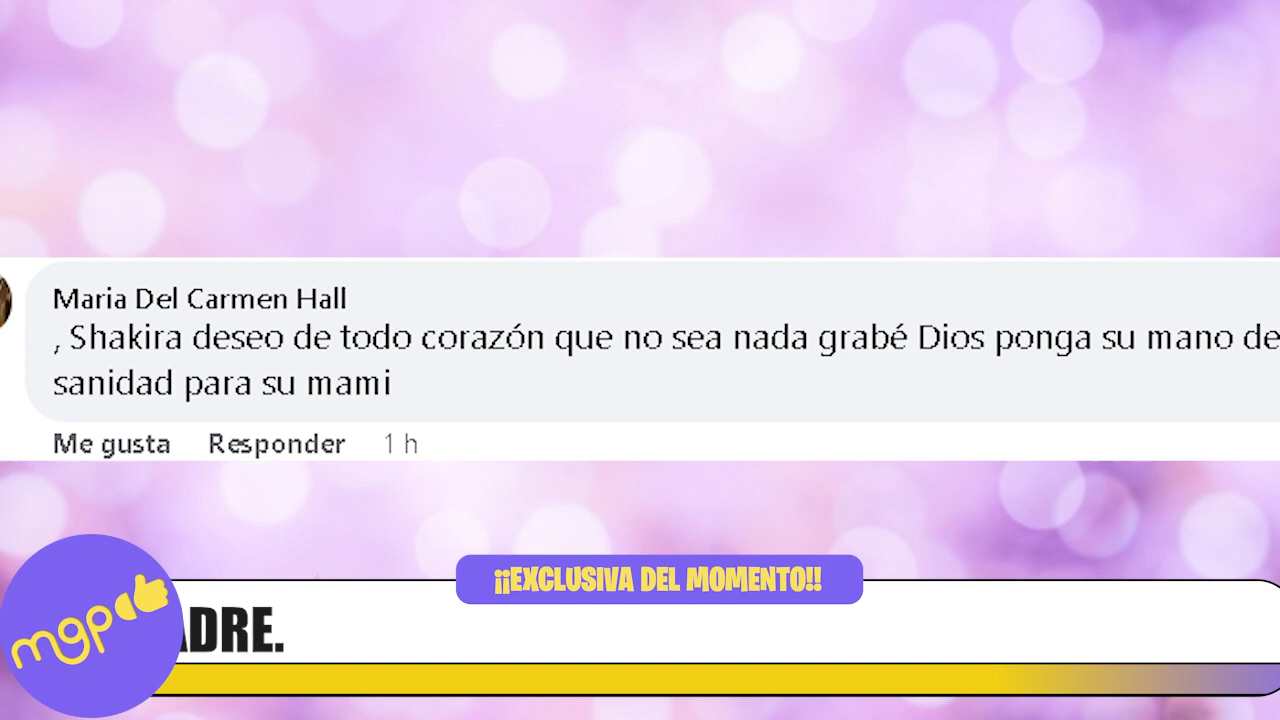 Maria Del Carmen Hall
, Shakira deseo de todo corazón que no sea nada grabé Dios ponga su mano de
sanidad para su mami
Me gusta Responder 1 h
¡¡EXCLUSIVA DEL MOMENTO!!
mgp
ADRE.